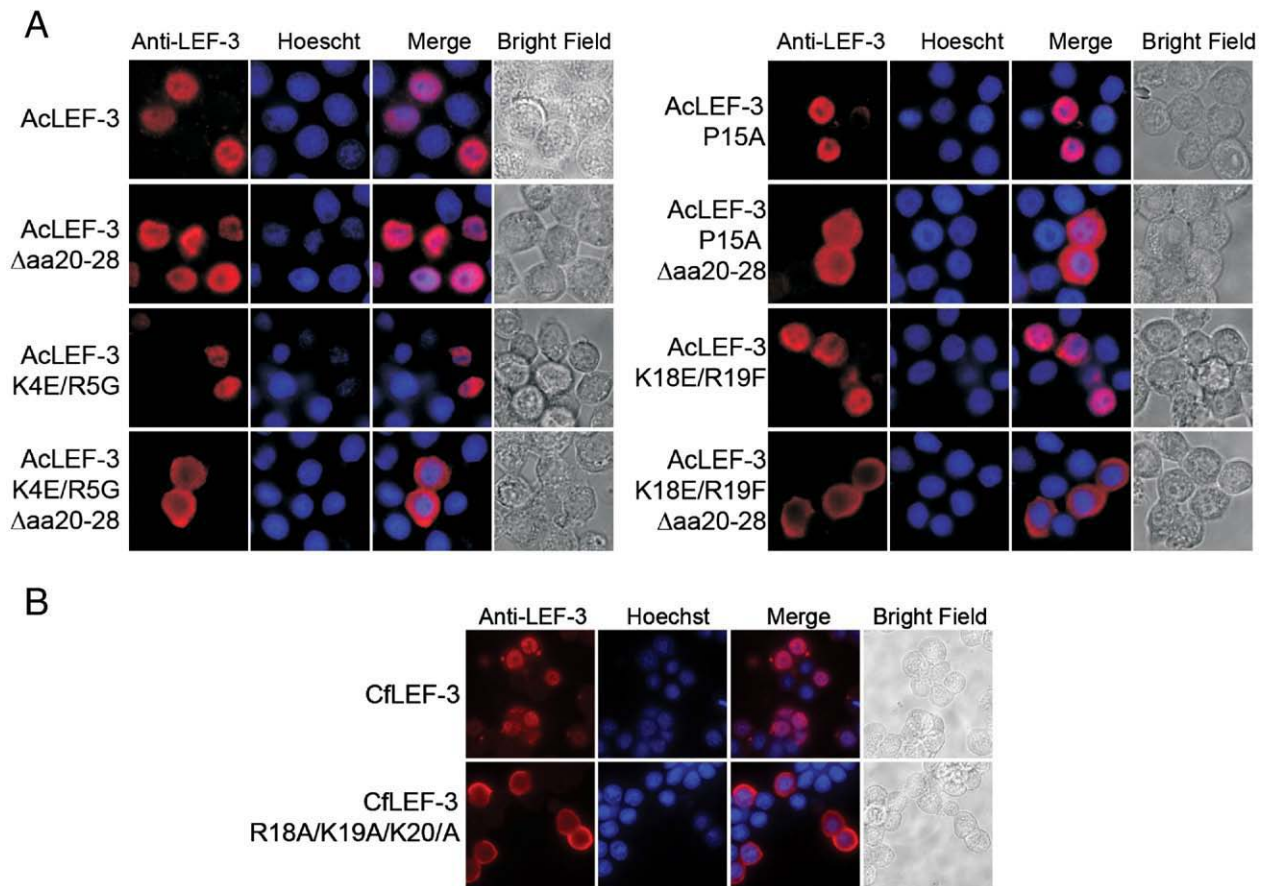 A
Anti-LEF-3 Hoescht Merge Bright Field
AcLEF-3
AcLEF-3
Δaa20-28
AcLEF-3
K4E/R5G
AcLEF-3
K4E/R5G
Δaa20-28
Anti-LEF-3 Hoescht Merge Bright Field
AcLEF-3
P15A
AcLEF-3
P15A
Δaa20-28
AcLEF-3
K18E/R19F
AcLEF-3
K18E/R19F
Δaa20-28
B
Anti-LEF-3 Hoechst Merge Bright Field
CfLEF-3
CfLEF-3
R18A/K19A/K20/A